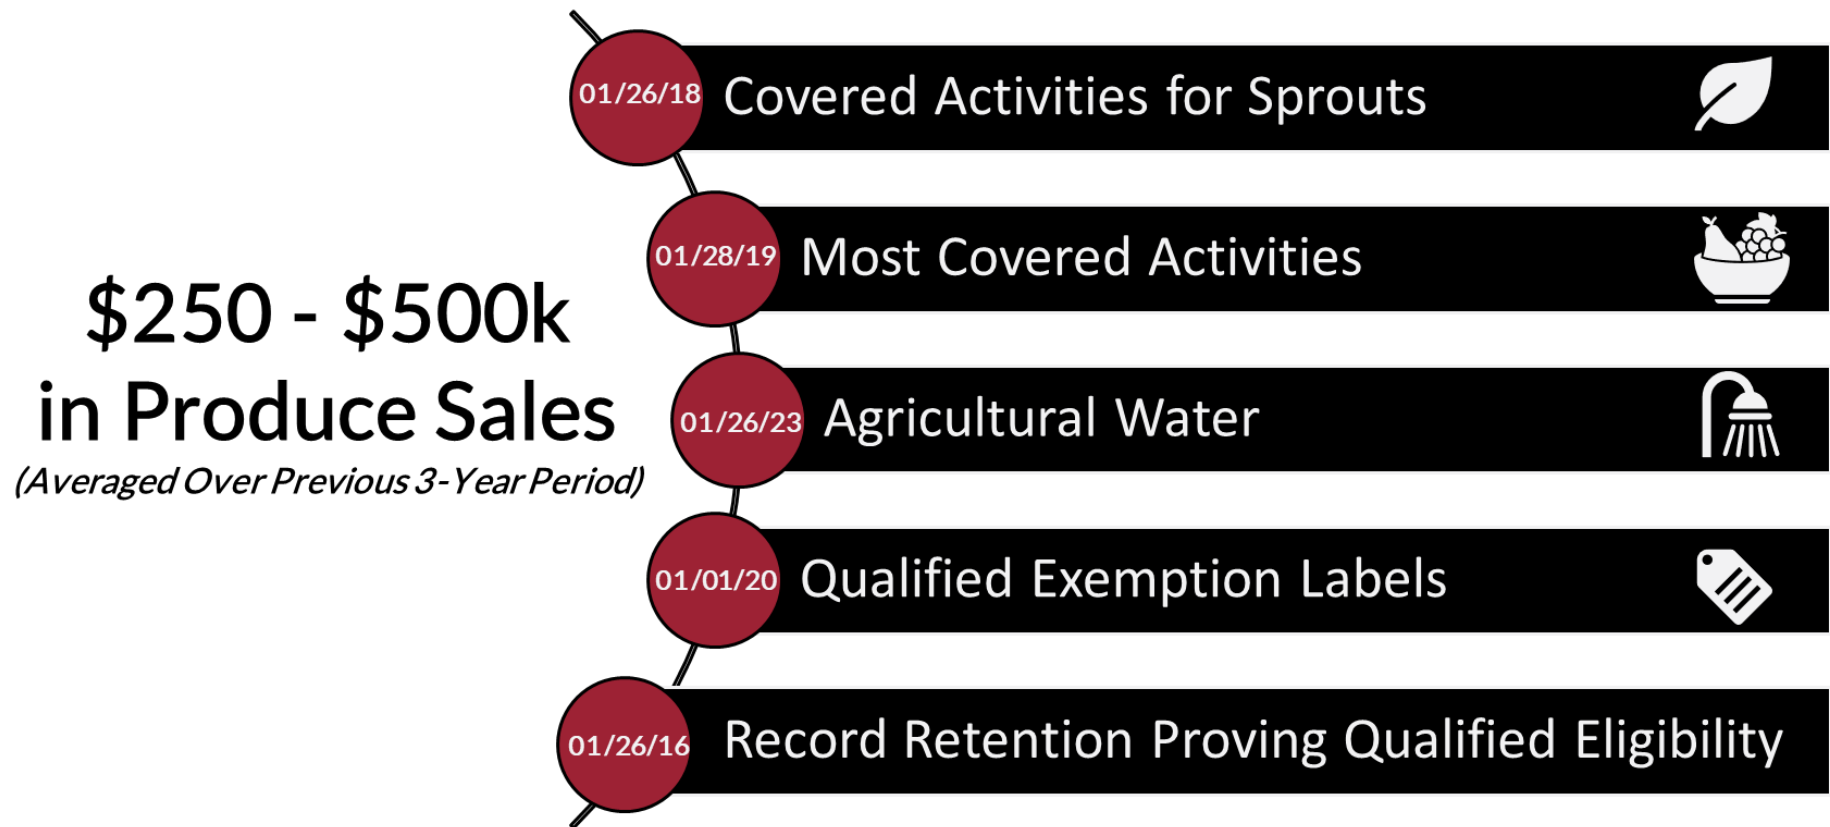 $250 - $500k
in Produce Sales
(Averaged Over Previous 3-Year Period)
01/26/18 Covered Activities for Sprouts
01/28/19 Most Covered Activities
01/26/23 Agricultural Water
01/01/20 Qualified Exemption Labels
01/26/16 Record Retention Proving Qualified Eligibility